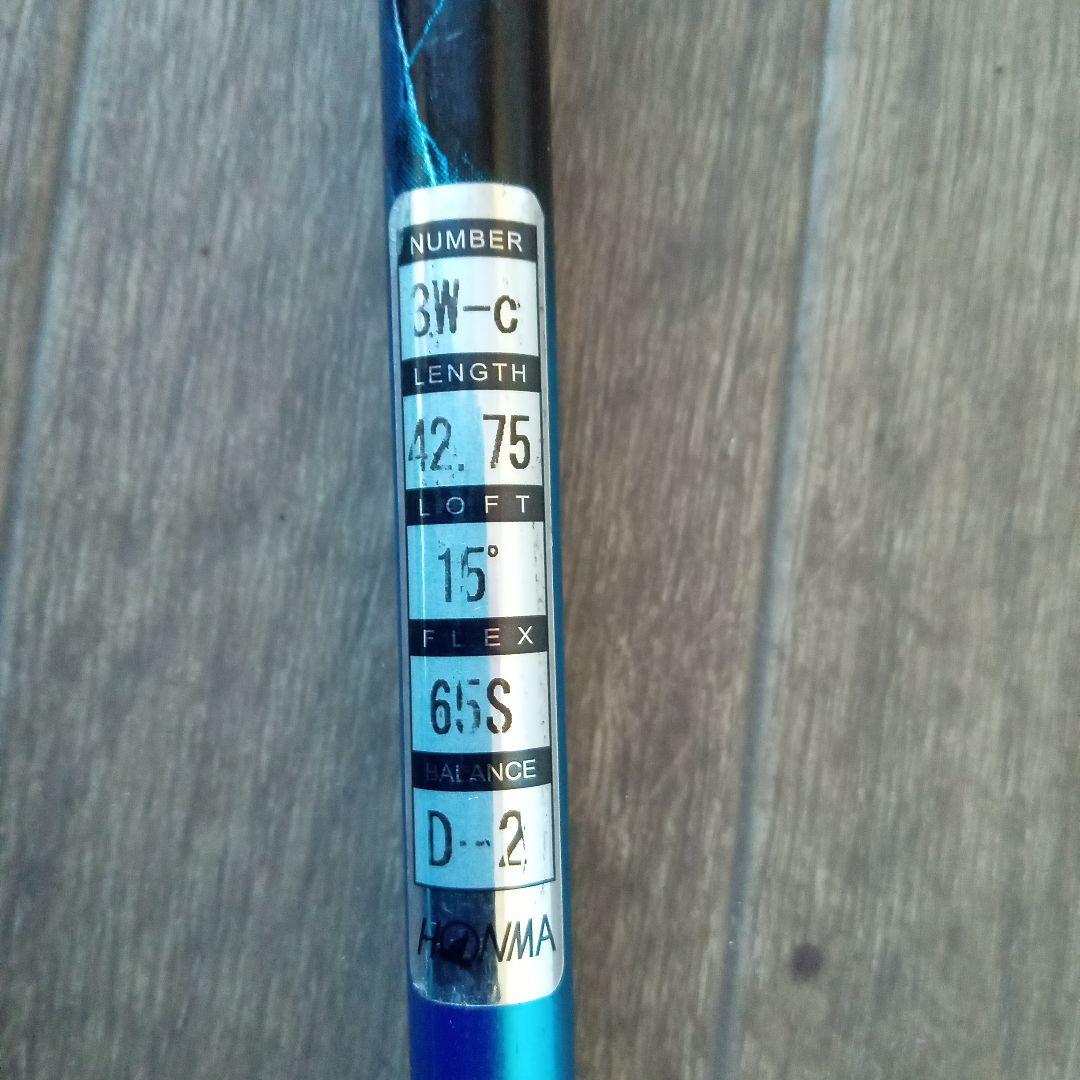 NUMBER
3W-c
LENGTH
42.75
LOFT
15°
FLEX
65S
BALANCE
D--2
HONMA